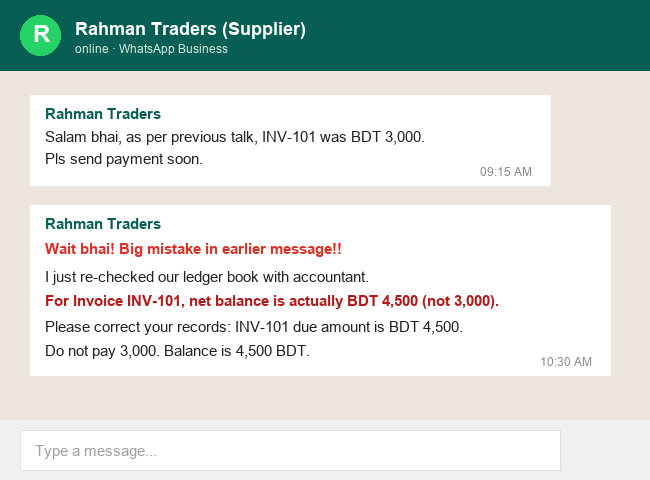 R
Rahman Traders (Supplier)
online · WhatsApp Business
Rahman Traders
Salam bhai, as per previous talk, INV-101 was BDT 3,000.
Pls send payment soon.
09:15 AM
Rahman Traders
Wait bhai! Big mistake in earlier message!!
I just re-checked our ledger book with accountant.
For Invoice INV-101, net balance is actually BDT 4,500 (not 3,000).
Please correct your records: INV-101 due amount is BDT 4,500.
Do not pay 3,000. Balance is 4,500 BDT.
10:30 AM
Type a message...